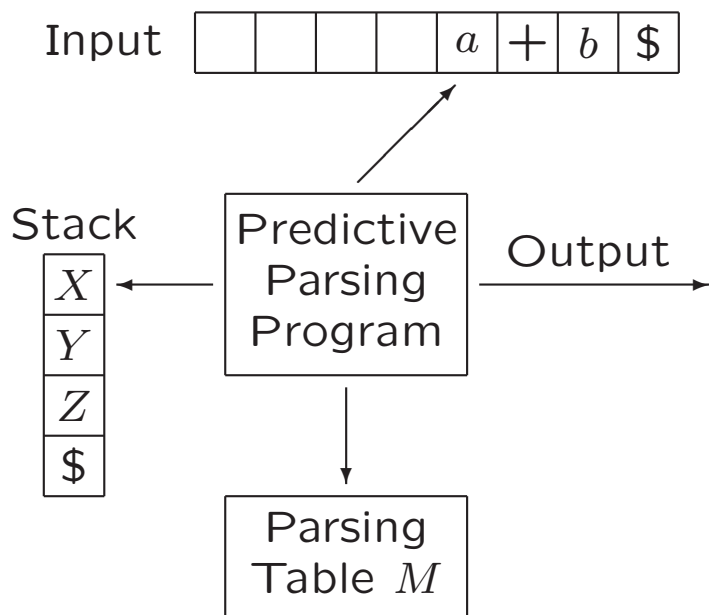 Input a + b $
Stack
X
Y
Z
$
Predictive
Parsing
Program
Output
Parsing
Table M